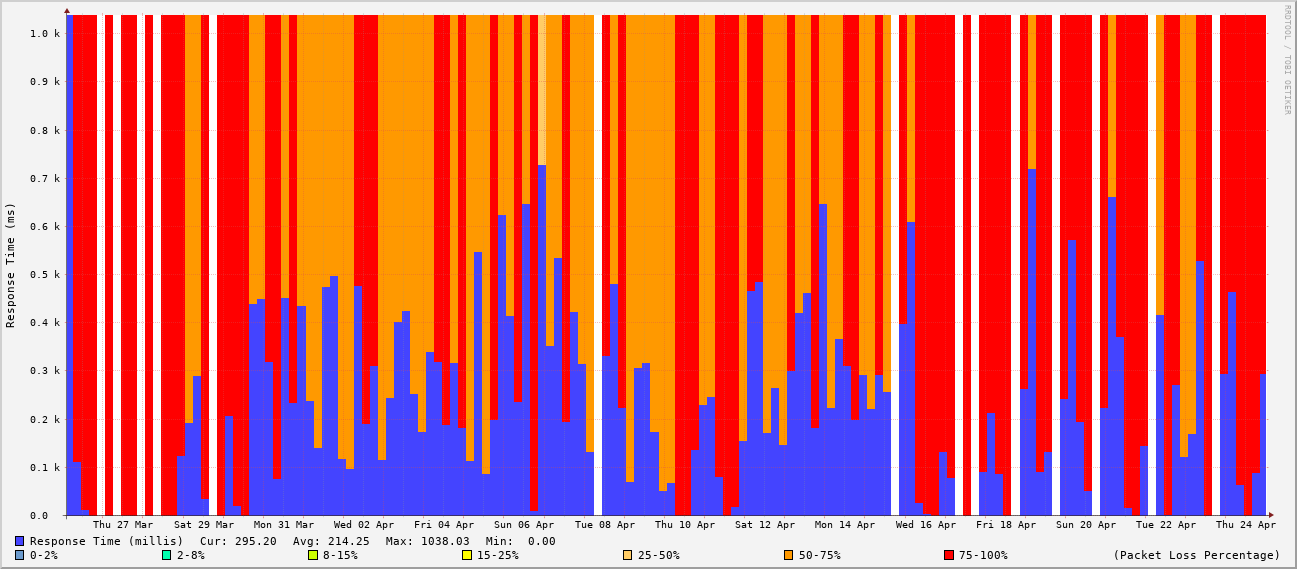 RRDTOOL / TOBI OETIKER
Response Time (ms)
1.0 k
0.9 k
0.8 k
0.7 k
0.6 k
0.5 k
0.4 k
0.3 k
0.2 k
0.1 k
0.0
Thu 27 Mar Sat 29 Mar Mon 31 Mar Wed 02 Apr Fri 04 Apr Sun 06 Apr Tue 08 Apr Thu 10 Apr Sat 12 Apr Mon 14 Apr Wed 16 Apr Fri 18 Apr Sun 20 Apr Tue 22 Apr Thu 24 Apr
Response Time (millis) Cur: 295.20 Avg: 214.25 Max: 1038.03 Min: 0.00
0-2% 2-8% 8-15% 15-25% 25-50% 50-75% 75-100% (Packet Loss Percentage)